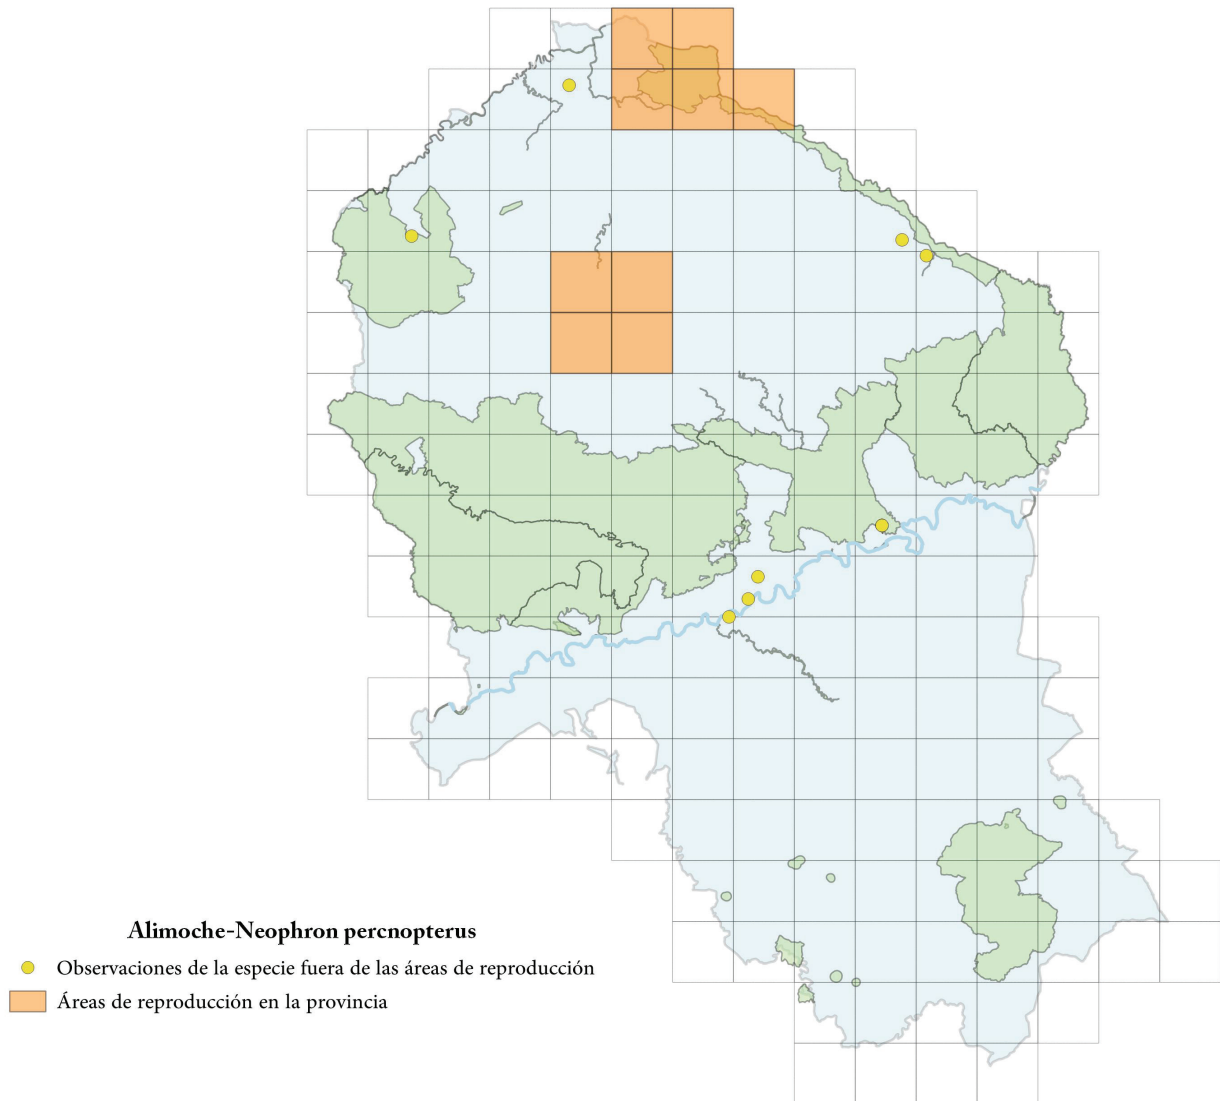 Alimoche-Neophron percnopterus
Observaciones de la especie fuera de las áreas de reproducción
Áreas de reproducción en la provincia